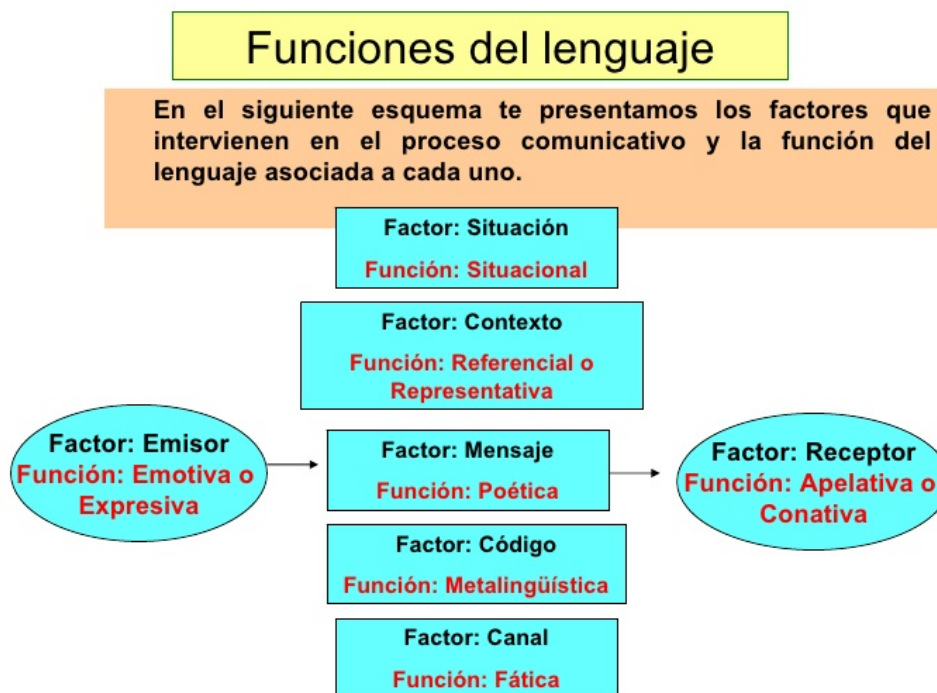 Funciones del lenguaje
En el siguiente esquema te presentamos los factores que
intervienen en el proceso comunicativo y la función del
lenguaje asociada a cada uno.
Factor: Situación
Función: Situacional
Factor: Contexto
Función: Referencial o
Representativa
Factor: Emisor
Función: Emotiva o
Expresiva
Factor: Mensaje
Función: Poética
Factor: Receptor
Función: Apelativa o
Conativa
Factor: Código
Función: Metalingüística
Factor: Canal
Función: Fática